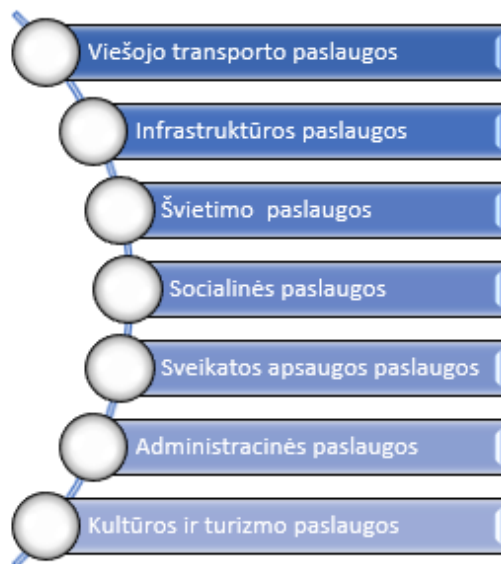 Viešojo transporto paslaugos
Infrastruktūros paslaugos
Švietimo  paslaugos
Socialinės paslaugos
Sveikatos apsaugos paslaugos
Administracinės paslaugos
Kultūros ir turizmo paslaugos